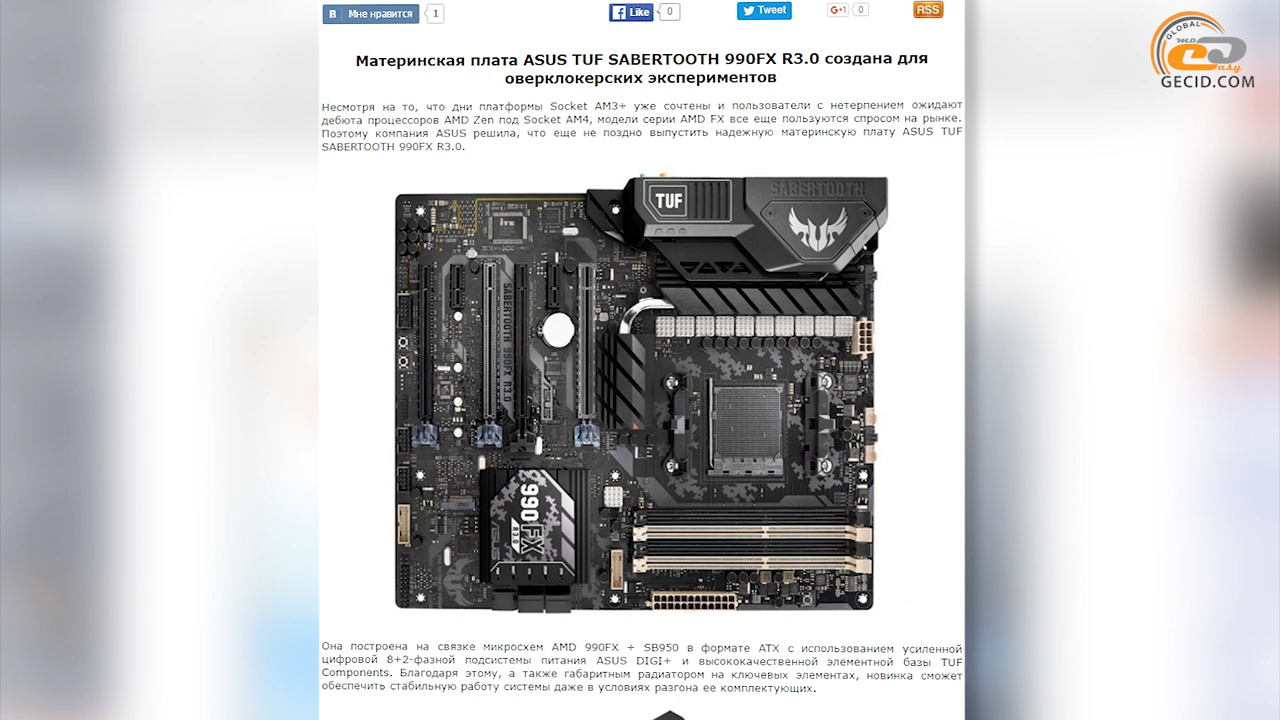 B Мне нравится 1
Like 0
Tweet
G+1 0
RSS
GLOBAL
GECID.COM
Материнская плата ASUS TUF SABERTOOTH 990FX R3.0 создана для
оверклокерских экспериментов
Несмотря на то, что дни платформы Socket AM3+ уже сочтены и пользователи с нетерпением ожидают
дебюта процессоров AMD Zen под Socket AM4, модели серии AMD FX все еще пользуются спросом на рынке.
Поэтому компания ASUS решила, что еще не поздно выпустить надежную материнскую плату ASUS TUF
SABERTOOTH 990FX R3.0.
TUF
SABERTOOTH
SABERTOOTH 990FX R3.0
990FX
R3.0
ASUS
Она построена на связке микросхем AMD 990FX + SB950 в формате ATX с использованием усиленной
цифровой 8+2-фазной подсистемы питания ASUS DIGI+ и высококачественной элементной базы TUF
Components. Благодаря этому, а также габаритным радиатором на ключевых элементах, новинка сможет
обеспечить стабильную работу системы даже в условиях разгона ее комплектующих.